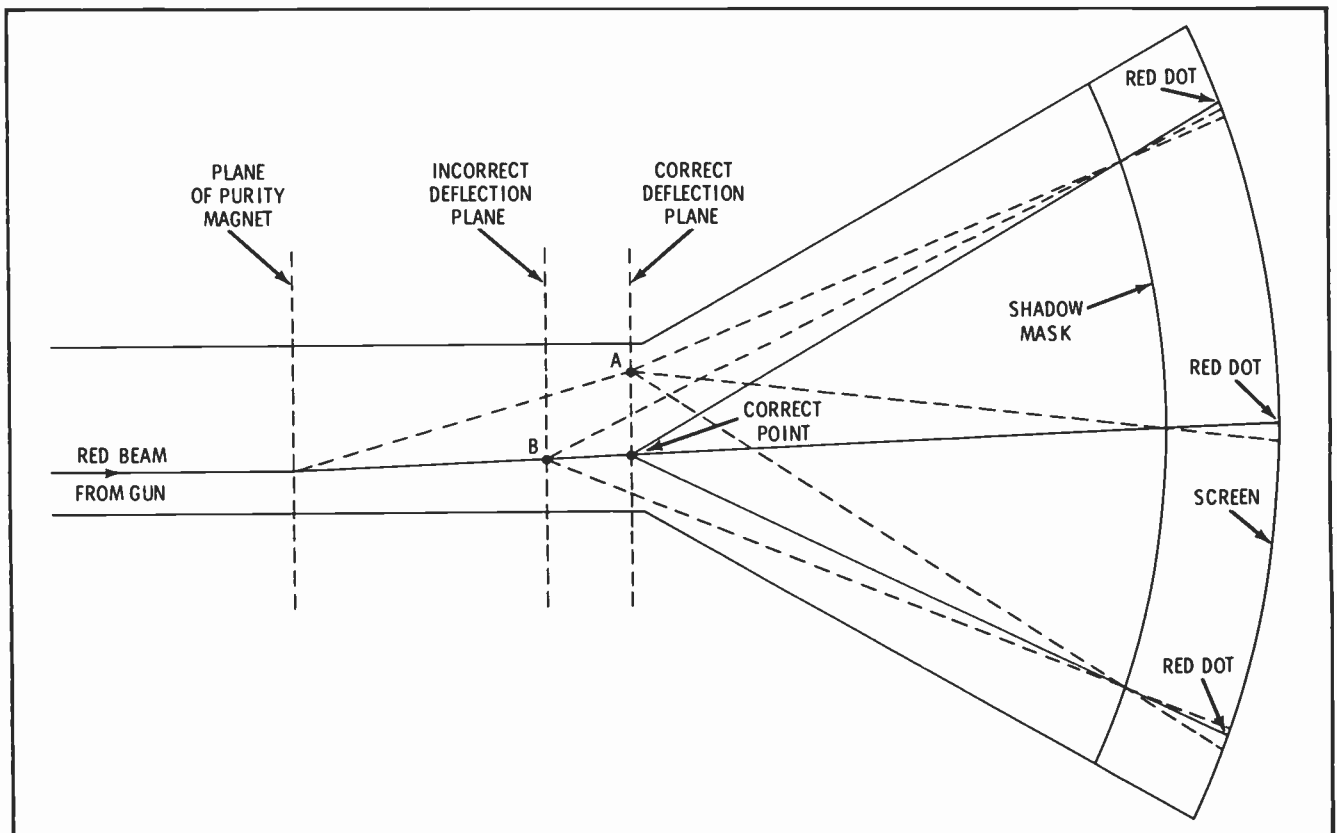 RED DOT
PLANE
OF PURITY
MAGNET
INCORRECT
DEFLECTION
PLANE
CORRECT
DEFLECTION
PLANE
SHADOW
MASK
A
RED DOT
CORRECT
POINT
B
RED BEAM
FROM GUN
SCREEN
RED DOT